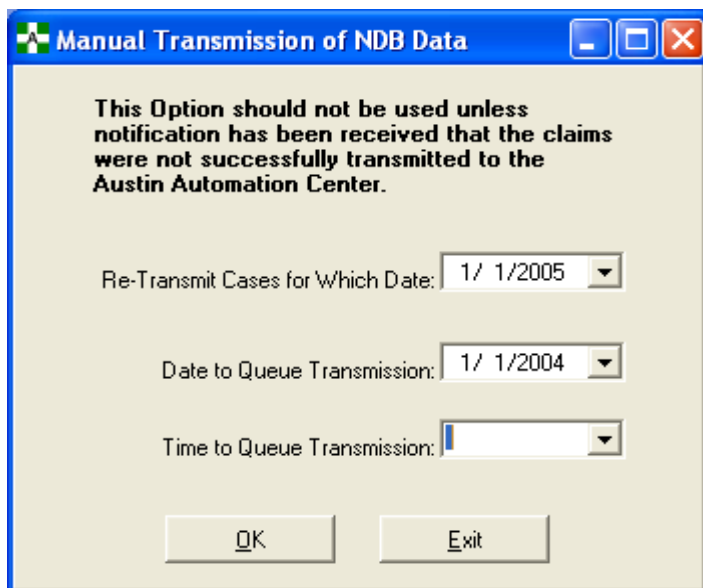 Manual Transmission of NDB Data
This Option should not be used unless
notification has been received that the claims
were not successfully transmitted to the
Austin Automation Center.
Re-Transmit Cases for Which Date: 1/ 1/2005
Date to Queue Transmission: 1/ 1/2004
Time to Queue Transmission:
OK Exit